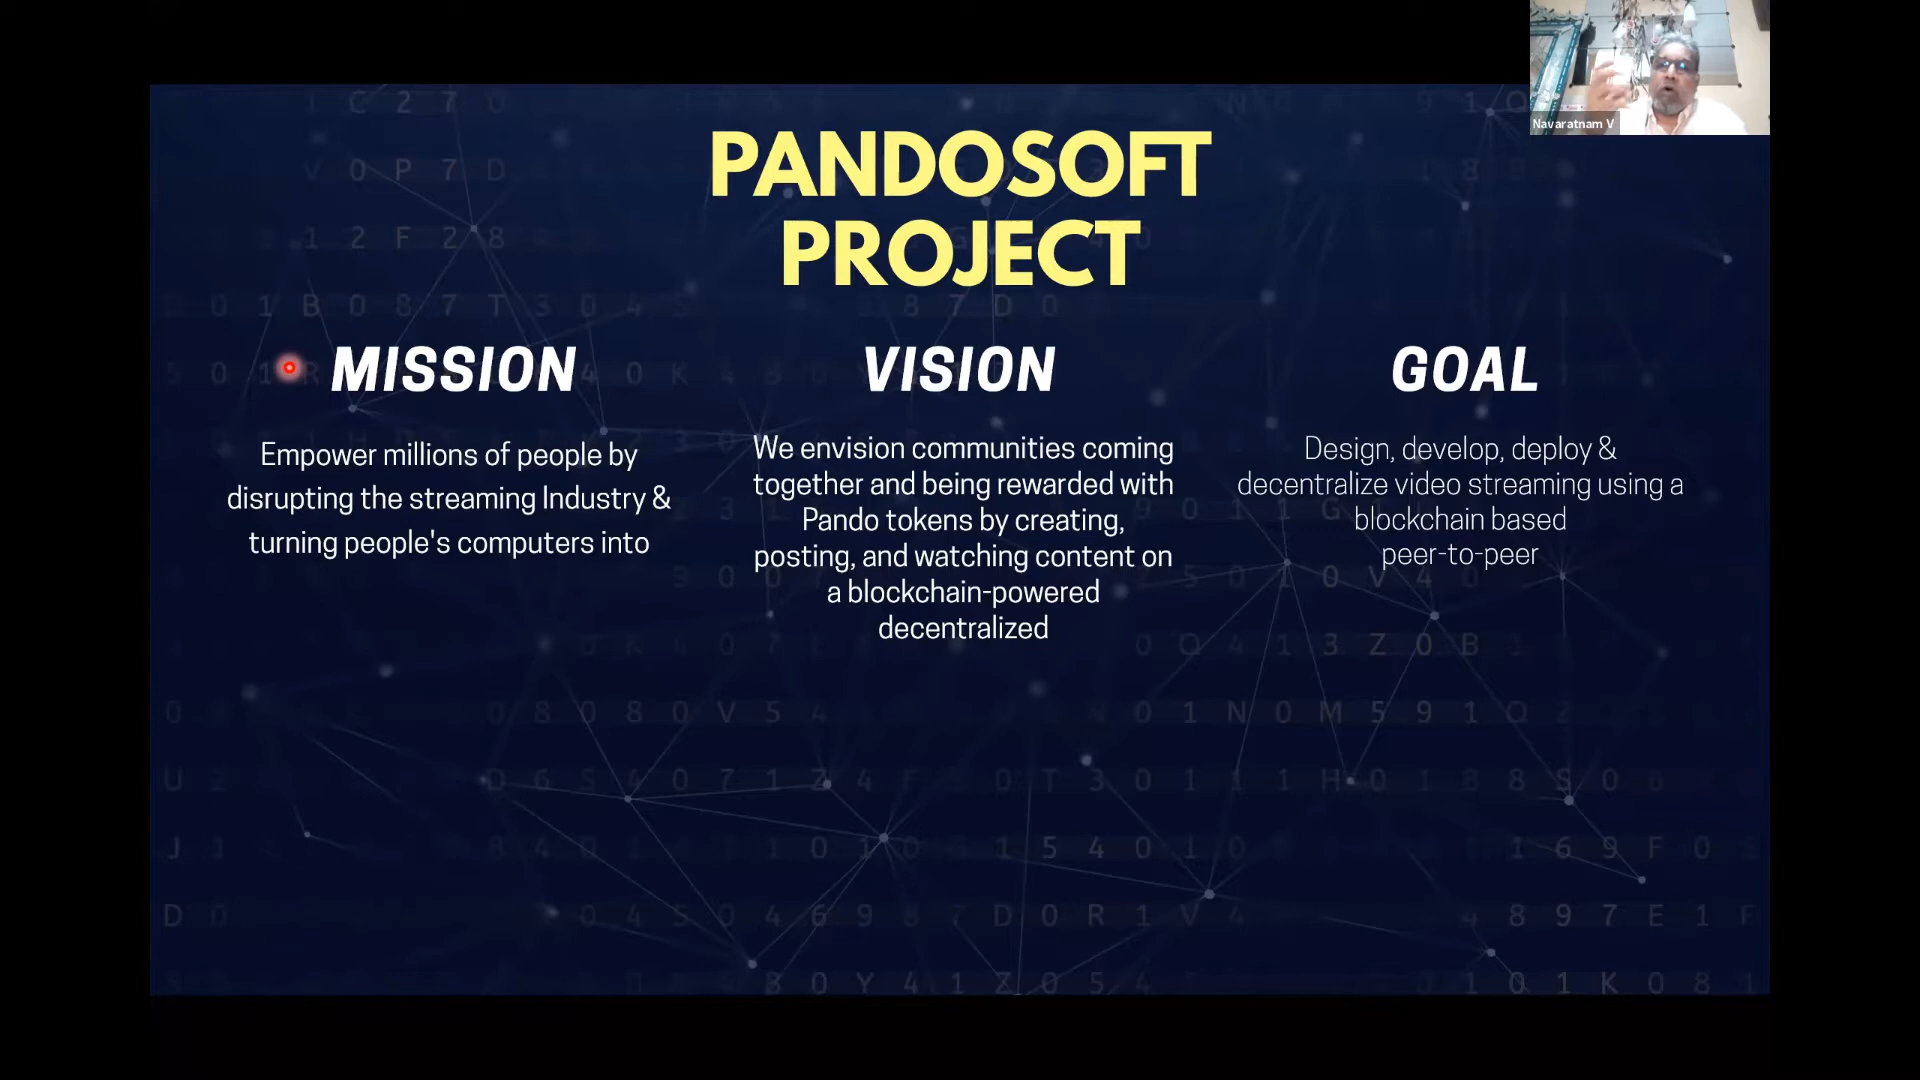 Navaratnam V
PANDOSOFT
PROJECT
MISSION
Empower millions of people by
disrupting the streaming Industry &
turning people's computers into
VISION
We envision communities coming
together and being rewarded with
Pando tokens by creating,
posting, and watching content on
a blockchain-powered
decentralized
GOAL
Design, develop, deploy &
decentralize video streaming using a
blockchain based
peer-to-peer